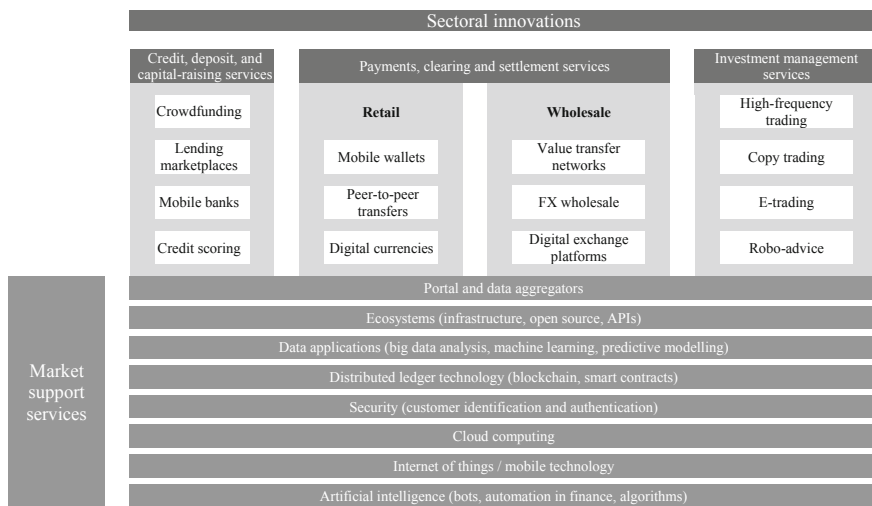 Sectoral innovations
Credit, deposit, and
capital-raising services
Crowdfunding
Lending
marketplaces
Mobile banks
Credit scoring
Payments, clearing and settlement services
Retail
Mobile wallets
Peer-to-peer
transfers
Digital currencies
Wholesale
Value transfer
networks
FX wholesale
Digital exchange
platforms
Investment management
services
High-frequency
trading
Copy trading
E-trading
Robo-advice
Market
support
services
Portal and data aggregators
Ecosystems (infrastructure, open source, APIs)
Data applications (big data analysis, machine learning, predictive modelling)
Distributed ledger technology (blockchain, smart contracts)
Security (customer identification and authentication)
Cloud computing
Internet of things / mobile technology
Artificial intelligence (bots, automation in finance, algorithms)